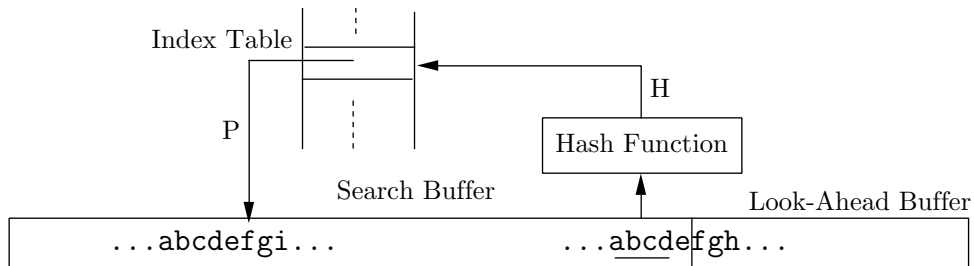 Index Table
H
P
Hash Function
Search Buffer
Look-Ahead Buffer
...abcdefgi... ...abcdefgh...